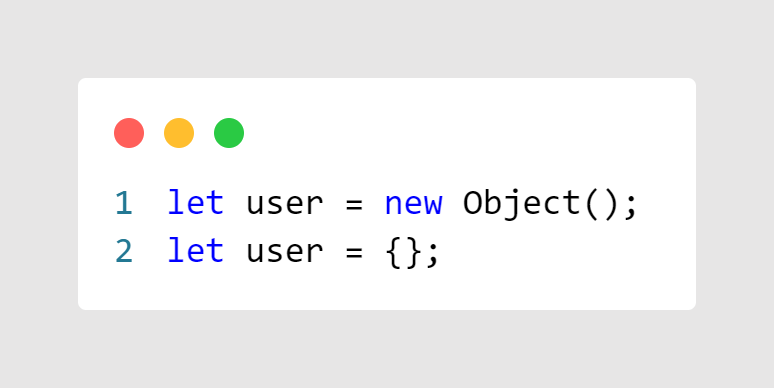 1 let user = new Object();
2 let user = {};